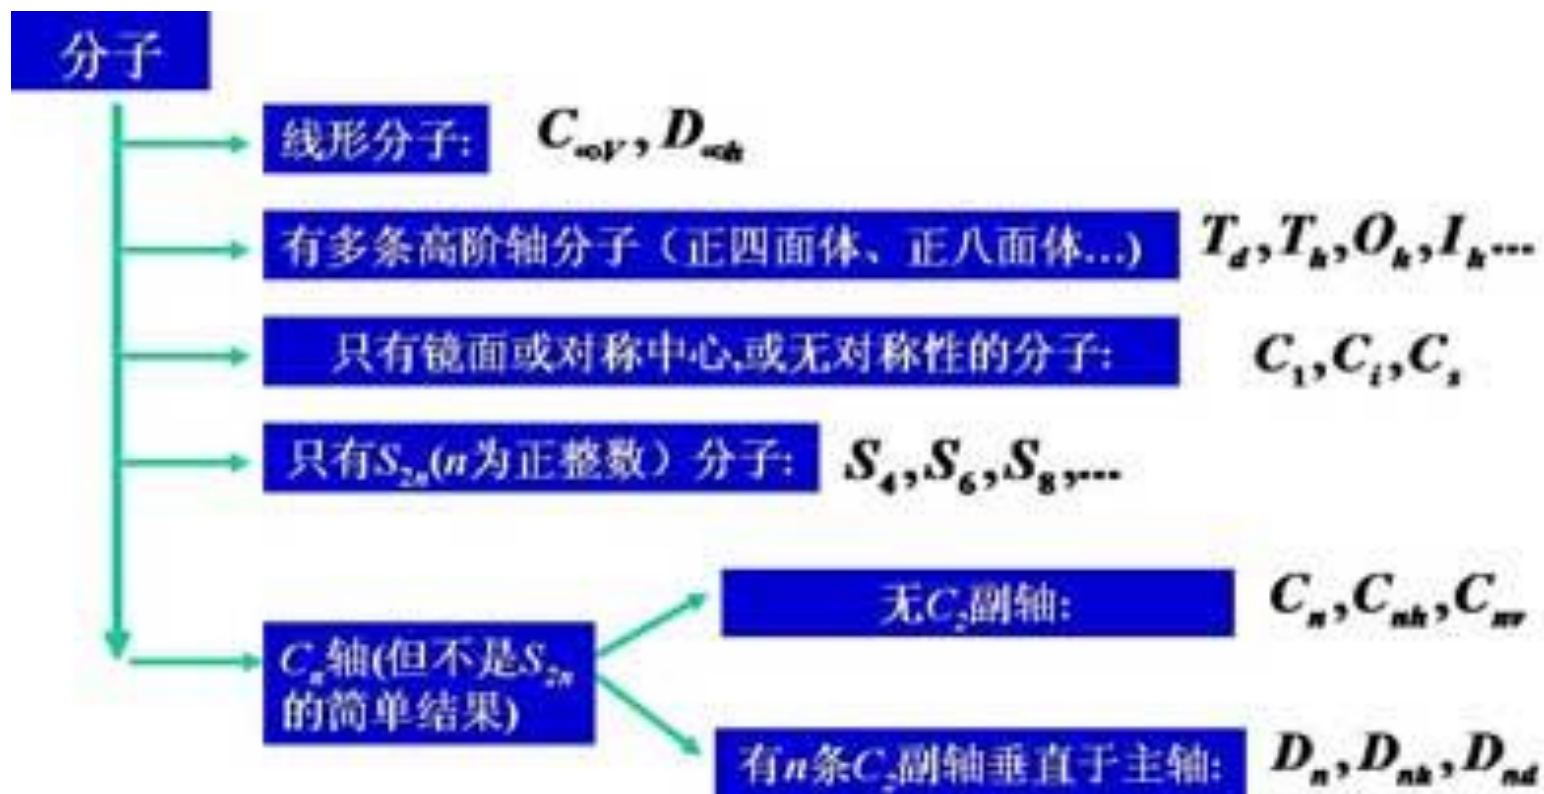 分子
线形分子: C∞V, D∞h
有多条高阶轴分子（正四面体、正八面体...) Td, Th, Oh, Ih...
只有镜面或对称中心,或无对称性的分子: C1, Ci, Cs
只有S2n(n为正整数）分子: S4, S6, S8,...
无C2副轴: Cn, Cnh, Cnv
Cn轴(但不是S2n
的简单结果)
有n条C2副轴垂直于主轴: Dn, Dnh, Dnd